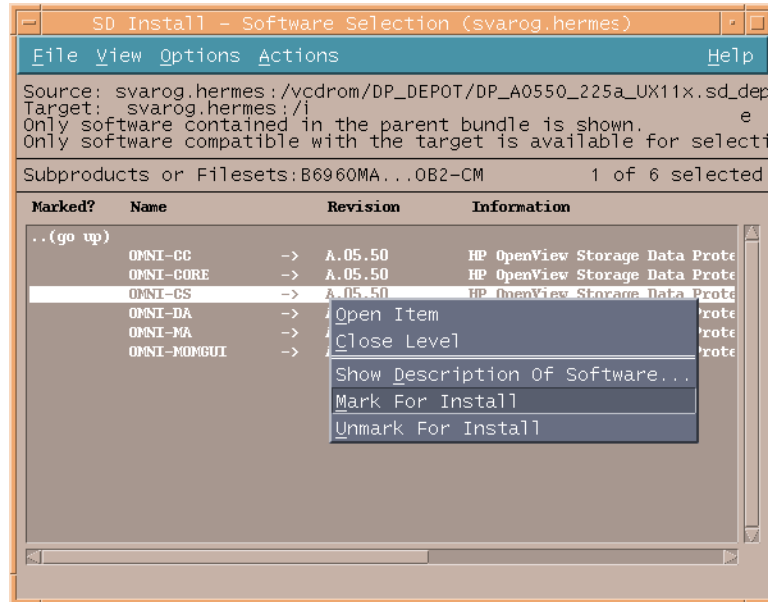 SD Install - Software Selection (svarog.hermes)
File View Options Actions Help
Source: svarog.hermes:/vcdrom/DP_DEPOT/DP_A0550_225a_UX11x.sd_dep
Target: svarog.hermes:/i
e
Only software contained in the parent bundle is shown.
Only software compatible with the target is available for selecti
Subproducts or Filesets:B6960MA...OB2-CM 1 of 6 selected
Marked? Name Revision Information
..(go up)
OMNI-CC -> A.05.50 HP OpenView Storage Data Prote
OMNI-CORE -> A.05.50 HP OpenView Storage Data Prote
OMNI-CS -> A.05.50 HP OpenView Storage Data Prote
OMNI-DA ->
OMNI-MA ->
OMNI-MOMGUI ->
Open Item
Close Level
Show Description Of Software...
Mark For Install
Unmark For Install